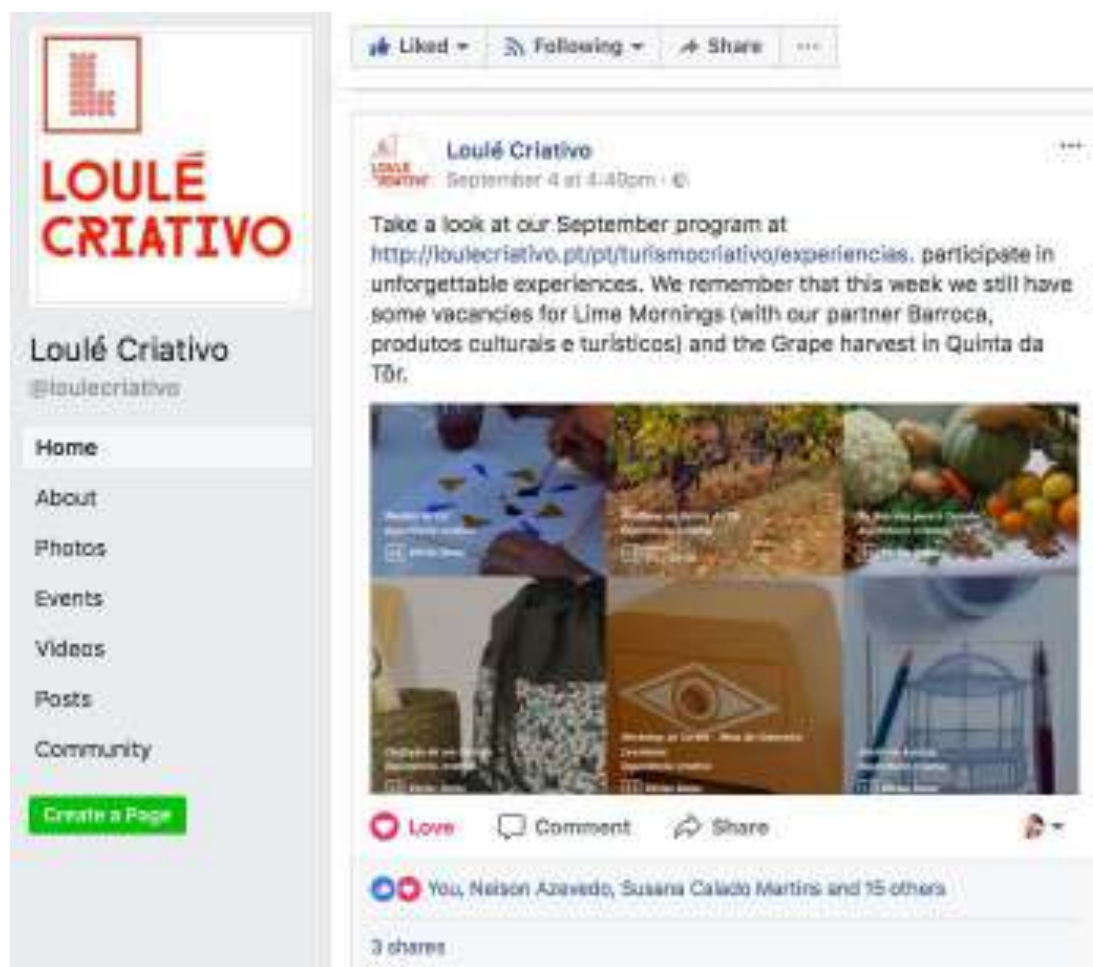 LOULÉ
CRIATIVO
Loulé Criativo
@loulecriativo
Home
About
Photos
Events
Videos
Posts
Community
Create a Page
Liked
Following
Share
Loulé Criativo
September 4 at 4:49pm
Take a look at our September program at
http://loulecriativo.pt/pt/turismocriativo/experiencias. participate in
unforgettable experiences. We remember that this week we still have
some vacancies for Lime Mornings (with our partner Barroca,
produtos culturais e turísticos) and the Grape harvest in Quinta da
Tôr.
Love
Comment
Share
You, Nelson Azevedo, Susana Calado Martins and 15 others
3 shares